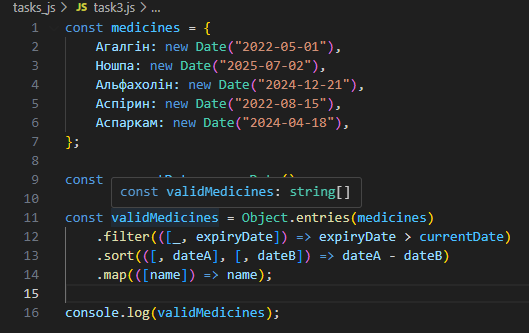 tasks_js > JS task3.js > ...
1 const medicines = {
2 Агалгін: new Date("2022-05-01"),
3 Ношпа: new Date("2025-07-02"),
4 Альфахолін: new Date("2024-12-21"),
5 Аспірин: new Date("2022-08-15"),
6 Аспаркам: new Date("2024-04-18"),
7 };
8
9 const
const validMedicines: string[]
10
11 const validMedicines = Object.entries(medicines)
12 .filter(([_, expiryDate]) => expiryDate > currentDate)
13 .sort(([, dateA], [, dateB]) => dateA - dateB)
14 .map(([name]) => name);
15
16 console.log(validMedicines);